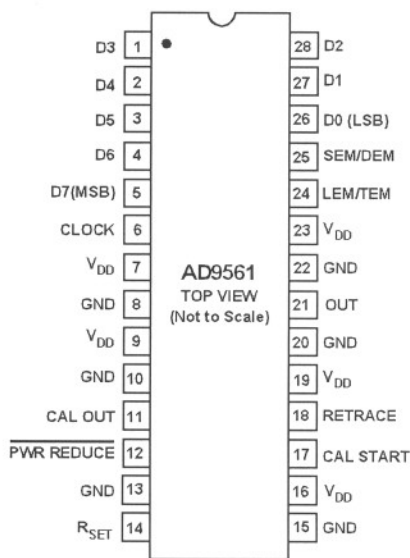 D3 1 28 D2
D4 2 27 D1
D5 3 26 D0 (LSB)
D6 4 25 SEM/DEM
D7(MSB) 5 24 LEM/TEM
CLOCK 6 23 VDD
VDD 7 22 GND
AD9561
TOP VIEW
(Not to Scale)
GND 8 21 OUT
VDD 9 20 GND
GND 10 19 VDD
CAL OUT 11 18 RETRACE
PWR REDUCE 12 17 CAL START
GND 13 16 VDD
RSET 14 15 GND